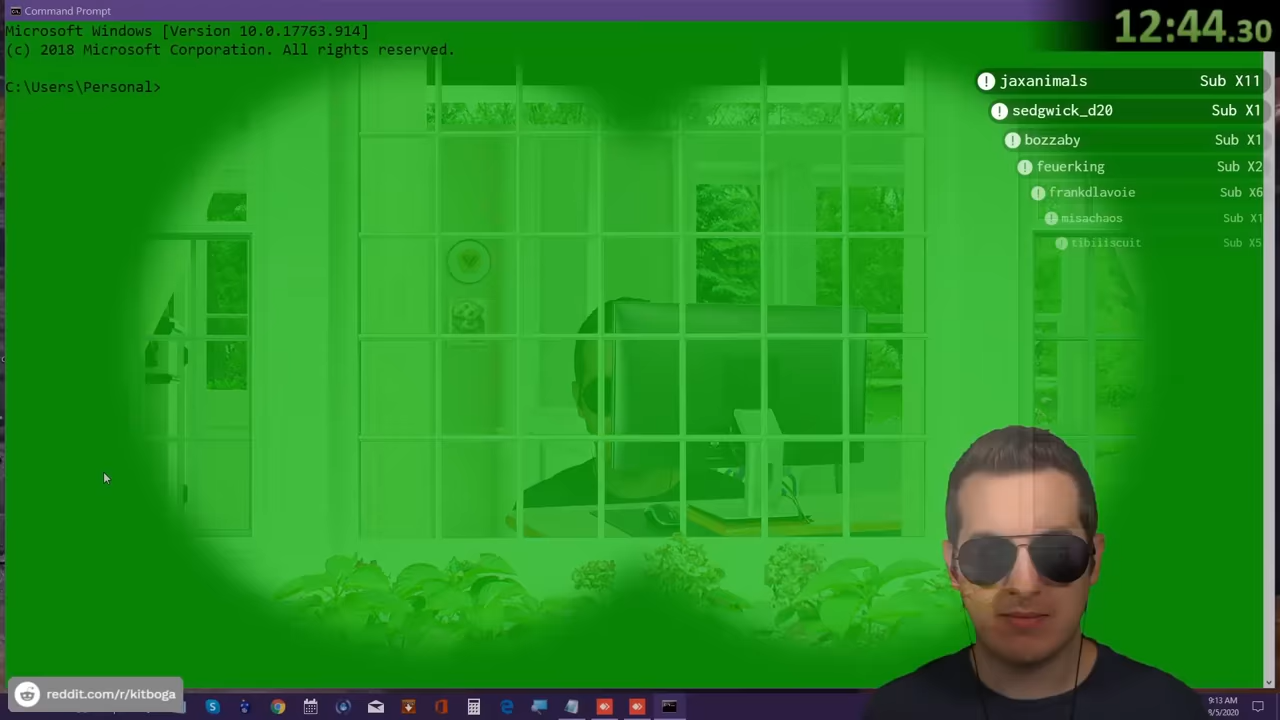 Command Prompt
Microsoft Windows [Version 10.0.17763.914]
(c) 2018 Microsoft Corporation. All rights reserved.
C:\Users\Personal>
12:44.30
jaxanimals Sub X11
sedgwick_d20 Sub X1
bozzaby Sub X1
feuerking Sub X2
frankdlavoie Sub X6
misachaos Sub X1
tibiliscuit Sub X5
reddit.com/r/kitboga
9:13 AM
9/5/2020